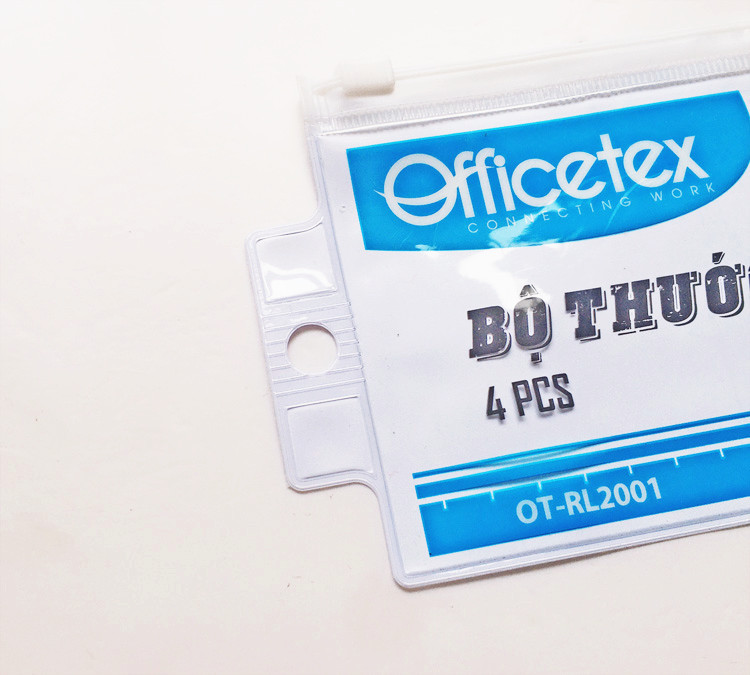 Officetex
CONNECTING WORK
BỘ THƯỚ
4 PCS
OT-RL2001